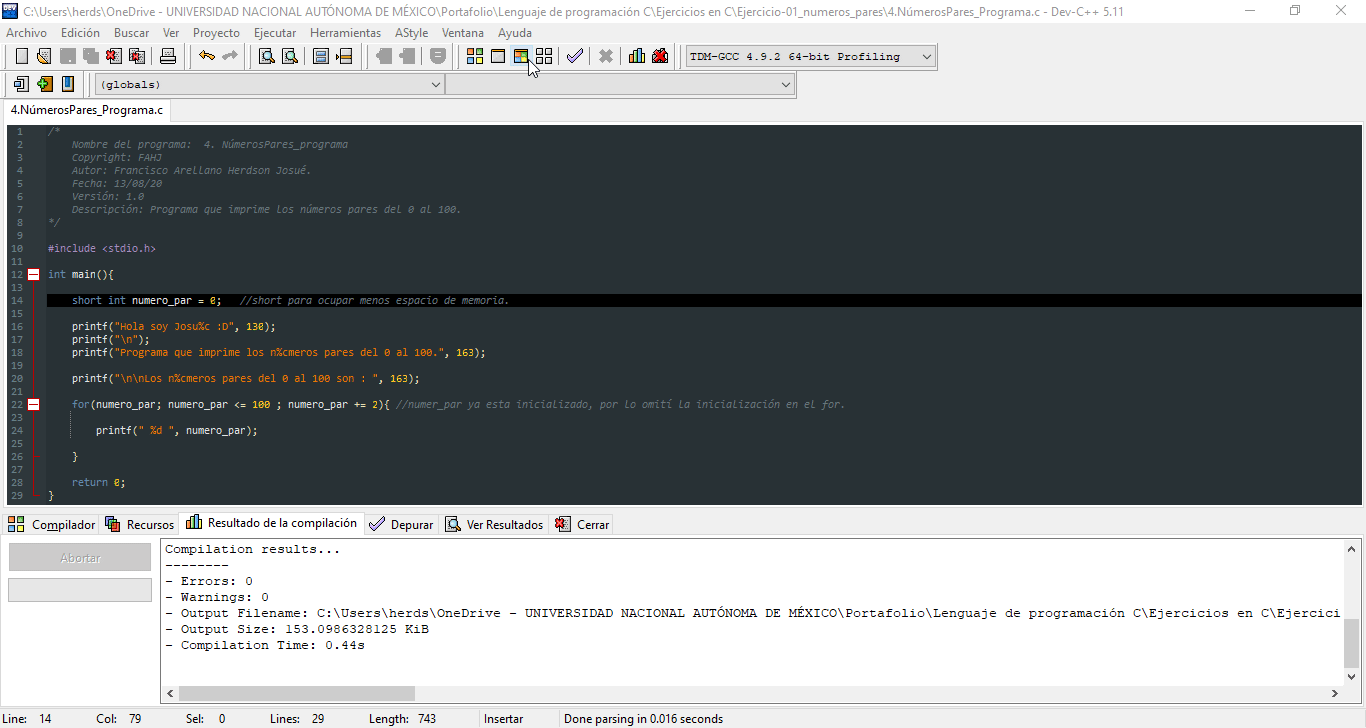 C:\Users\herds\OneDrive - UNIVERSIDAD NACIONAL AUTÓNOMA DE MÉXICO\Portafolio\Lenguaje de programación C\Ejercicios en C\Ejercicio-01_numeros_pares\4.NúmerosPares_Programa.c - Dev-C++ 5.11
Archivo Edición Buscar Ver Proyecto Ejecutar Herramientas AStyle Ventana Ayuda
TDM-GCC 4.9.2 64-bit Profiling
(globals)
4.NúmerosPares_Programa.c
1 /*
2 Nombre del programa: 4. NúmerosPares_programa
3 Copyright: FAHJ
4 Autor: Francisco Arellano Herdson Josué.
5 Fecha: 13/08/20
6 Versión: 1.0
7 Descripción: Programa que imprime los números pares del 0 al 100.
8 */
9
10 #include <stdio.h>
11
12 int main(){
13
14 short int numero_par = 0; //short para ocupar menos espacio de memoria.
15
16 printf("Hola soy Josu%c :D", 130);
17 printf("\n");
18 printf("Programa que imprime los n%cmeros pares del 0 al 100.", 163);
19
20 printf("\n\nLos n%cmeros pares del 0 al 100 son : ", 163);
21
22 for(numero_par; numero_par <= 100 ; numero_par += 2){ //numer_par ya esta inicializado, por lo omití la inicialización en el for.
23
24 printf(" %d ", numero_par);
25
26 }
27
28 return 0;
29 }
Compilador Recursos Resultado de la compilación Depurar Ver Resultados Cerrar
Abortar
Compilation results...
--------
- Errors: 0
- Warnings: 0
- Output Filename: C:\Users\herds\OneDrive - UNIVERSIDAD NACIONAL AUTÓNOMA DE MÉXICO\Portafolio\Lenguaje de programación C\Ejercicios en C\Ejercici
- Output Size: 153.0986328125 KiB
- Compilation Time: 0.44s
Line: 14 Col: 79 Sel: 0 Lines: 29 Length: 743 Insertar Done parsing in 0.016 seconds